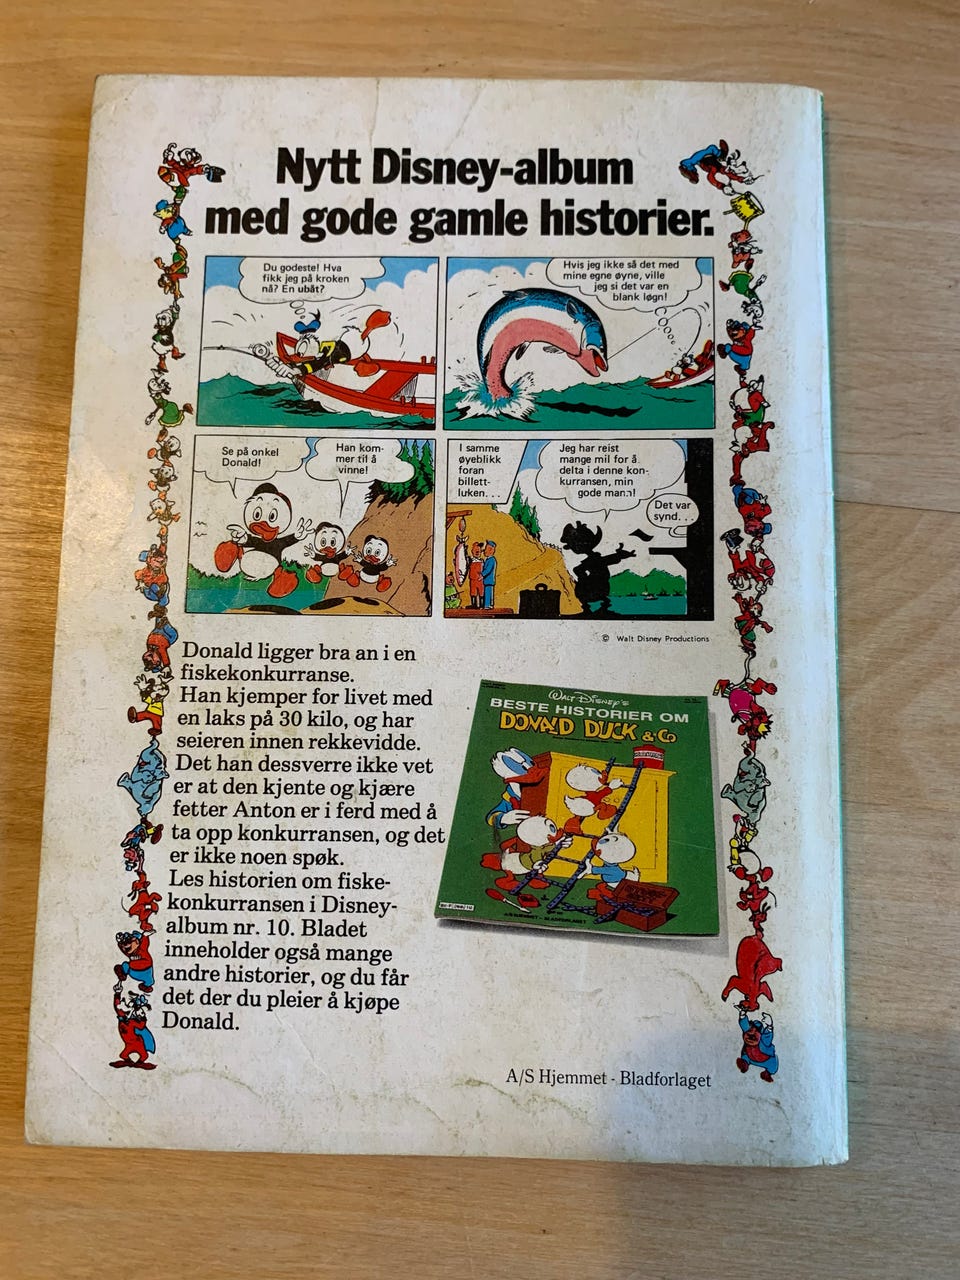 Nytt Disney-album
med gode gamle historier.
Du godeste! Hva
fikk jeg på kroken
nå? En ubåt?
Hvis jeg ikke så det med
mine egne øyne, ville
jeg si det var en
blank løgn!
Se på onkel
Donald!
Han kom-
mer til å
vinne!
I samme
øyeblikk
foran
billett-
luken. . .
Jeg har reist
mange mil for å
delta i denne kon-
kurransen, min
gode mann!
Det var
synd. . .
© Walt Disney Productions
Donald ligger bra an i en
fiskekonkurranse.
Han kjemper for livet med
en laks på 30 kilo, og har
seieren innen rekkevidde.
Det han dessverre ikke vet
er at den kjente og kjære
fetter Anton er i ferd med å
ta opp konkurransen, og det
er ikke noen spøk.
Les historien om fiske-
konkurransen i Disney-
album nr. 10. Bladet
inneholder også mange
andre historier, og du får
det der du pleier å kjøpe
Donald.
WALT DISNEY'S
BESTE HISTORIER OM
DONALD DUCK & Co
A/S HJEMMET - BLADFORLAGET
A/S Hjemmet - Bladforlaget